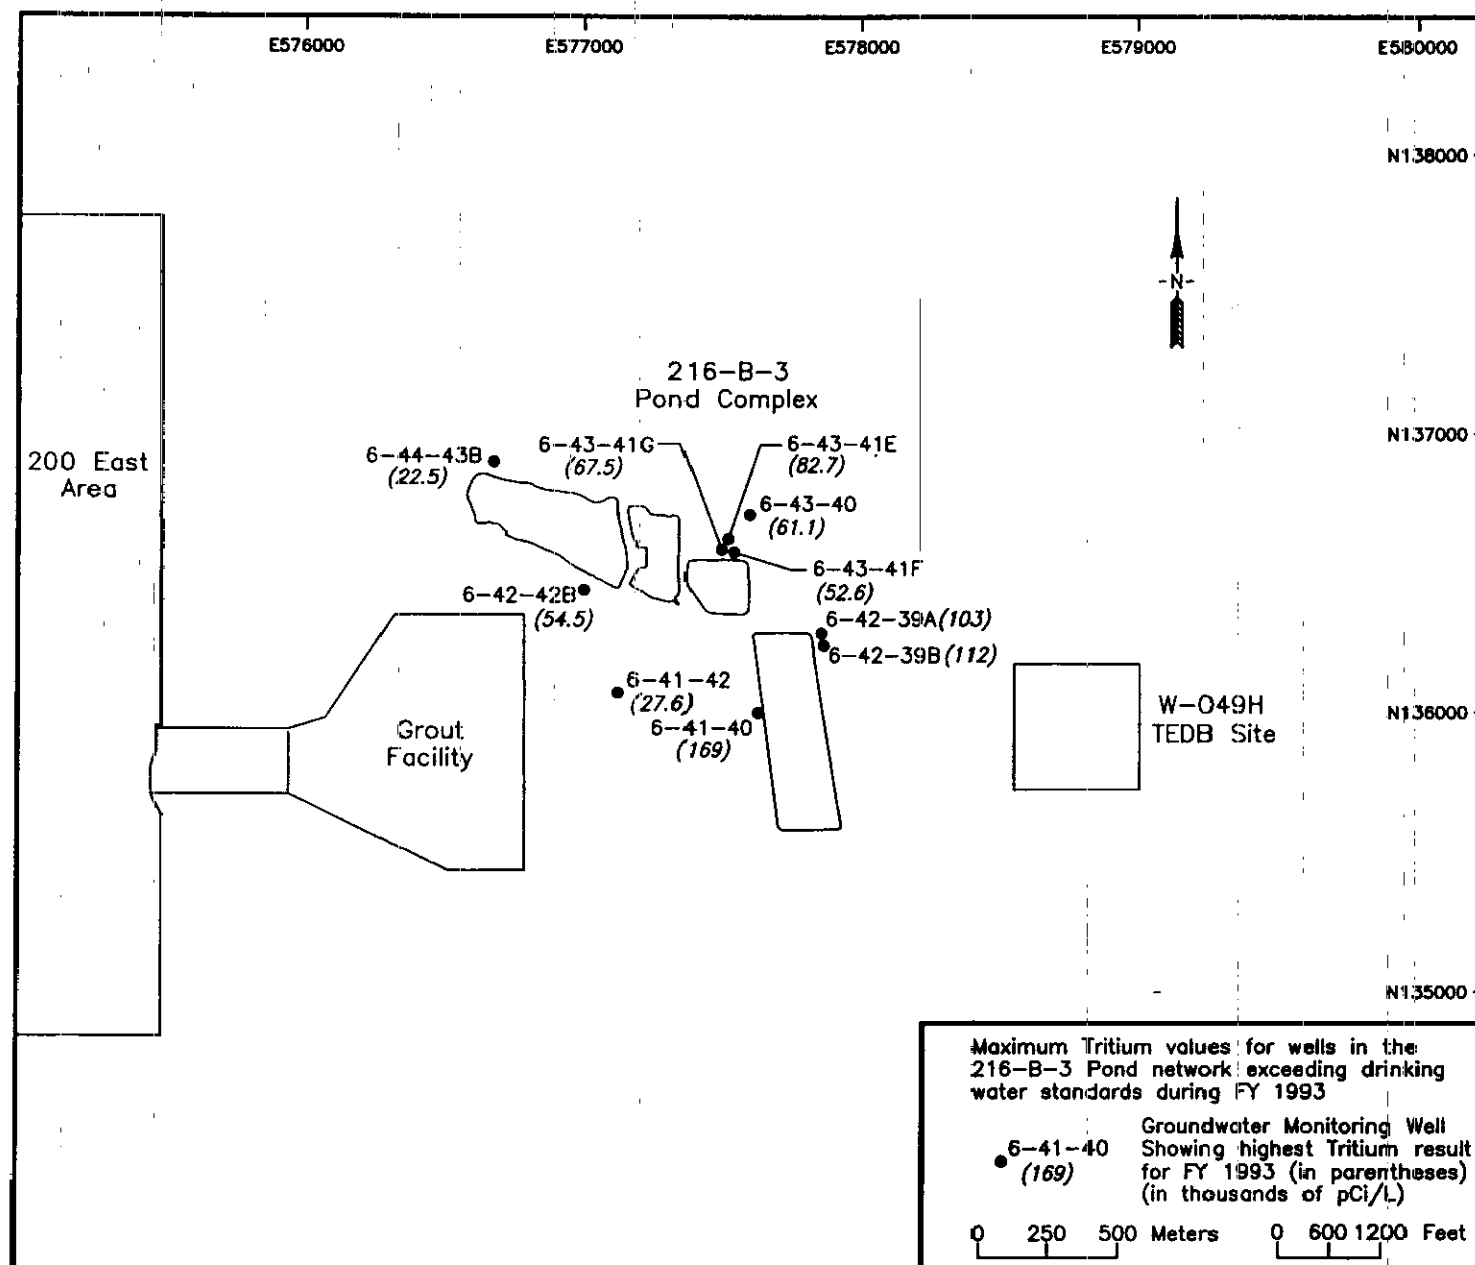 E576000 E577000 E578000 E579000 E580000
N138000
216-B-3
Pond Complex
N137000
200 East
Area
6-44-43B
(22.5)
6-43-41G
(67.5)
6-43-41E
(82.7)
6-43-40
(61.1)
6-43-41F
(52.6)
6-42-42B
(54.5)
6-42-39A (103)
6-42-39B (112)
6-41-42
(27.6)
6-41-40
(169)
Grout
Facility
W-049H
TEDB Site
N136000
-N-
N135000
Maximum Tritium values for wells in the
216-B-3 Pond network exceeding drinking
water standards during FY 1993
6-41-40
(169)
Groundwater Monitoring Well
Showing highest Tritium result
for FY 1993 (in parentheses)
(in thousands of pCi/L)
0 250 500 Meters 0 600 1200 Feet